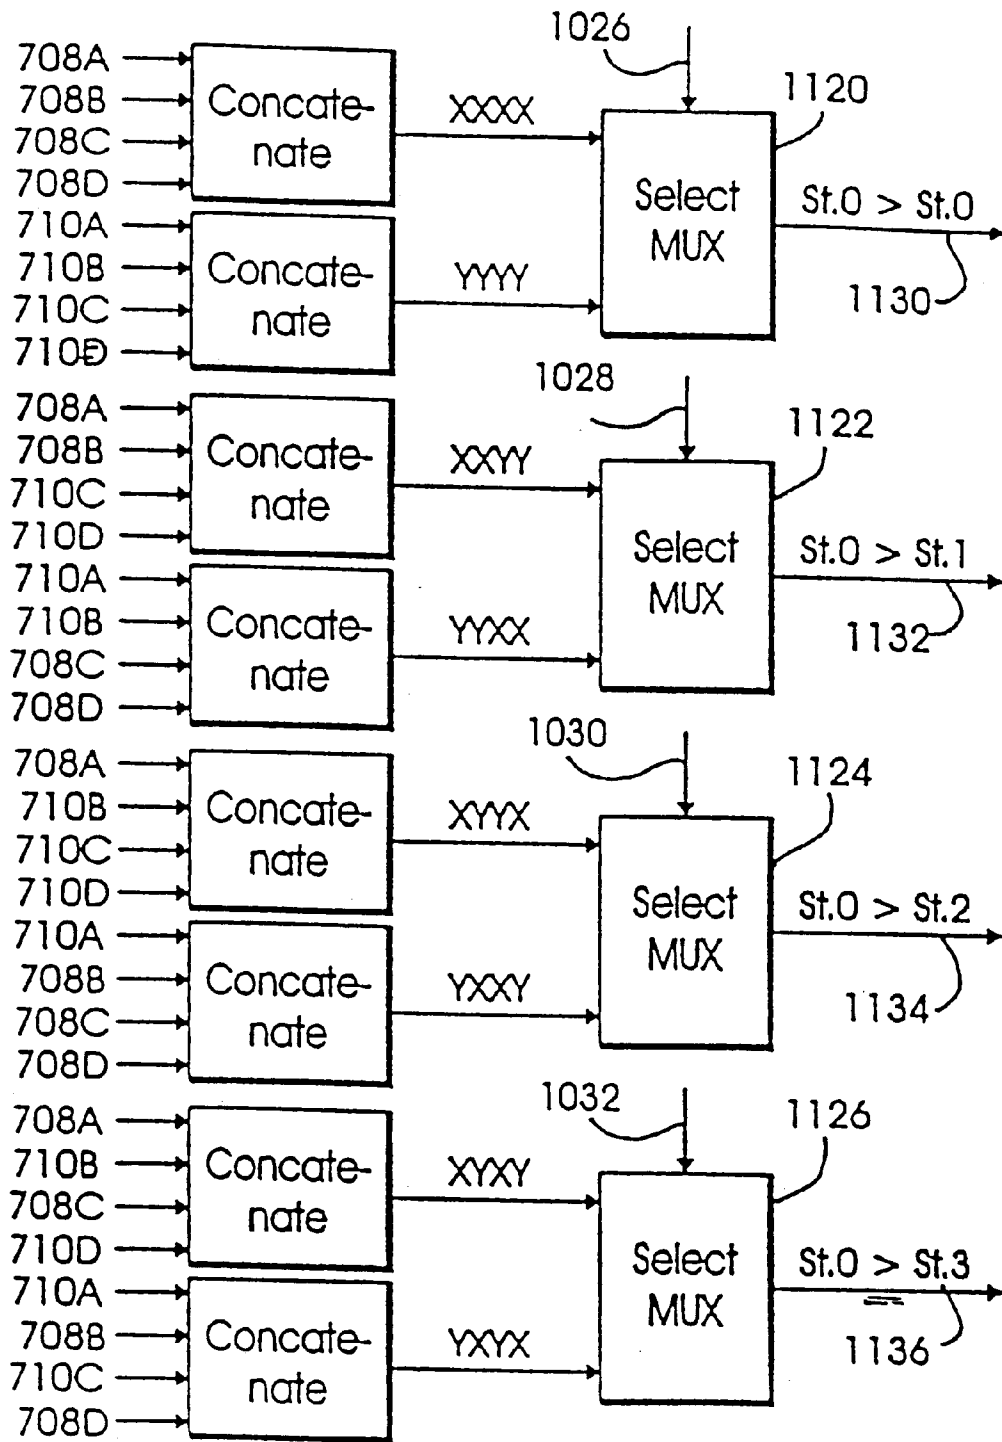 1026
708A
708B
708C
708D
Concate-
nate
XXXX
1120
Select
MUX
St.0 > St.0
1130
710A
710B
710C
710D
Concate-
nate
YYYY
1028
708A
708B
710C
710D
Concate-
nate
XXYY
1122
Select
MUX
St.0 > St.1
1132
710A
710B
708C
708D
Concate-
nate
YYXX
1030
708A
710B
710C
710D
Concate-
nate
XYYX
1124
Select
MUX
St.0 > St.2
1134
710A
708B
708C
708D
Concate-
nate
YXXY
1032
708A
710B
708C
710D
Concate-
nate
XYXY
1126
Select
MUX
St.0 > St.3
1136
710A
708B
710C
708D
Concate-
nate
YXYX